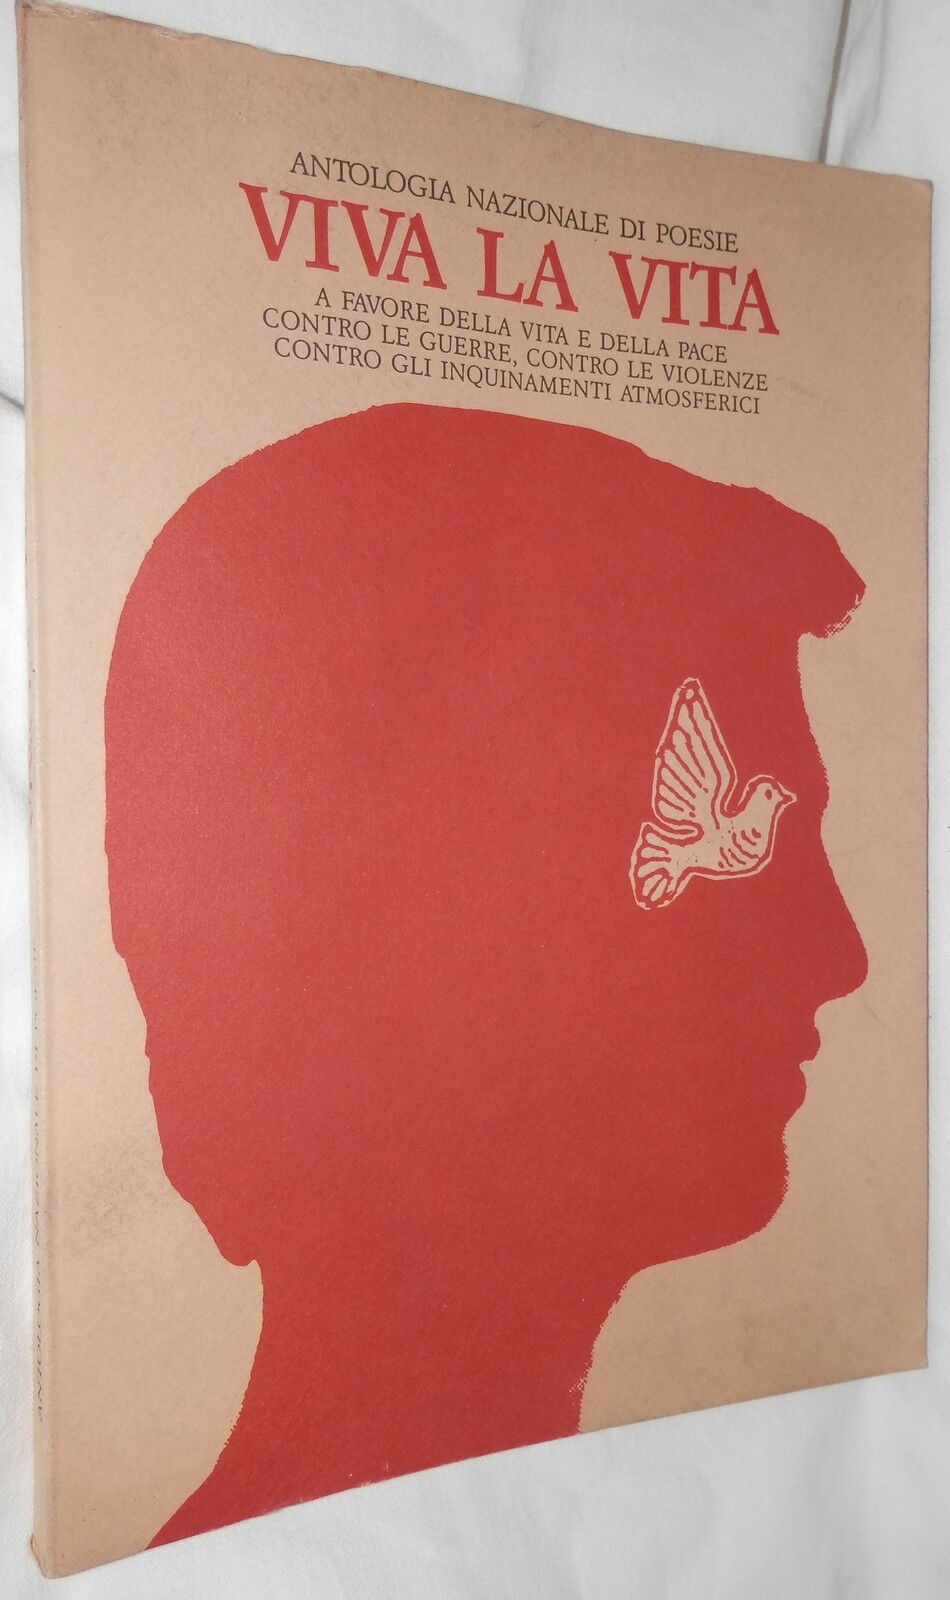 ANTOLOGIA NAZIONALE DI POESIE
VIVA LA VITA
A FAVORE DELLA VITA E DELLA PACE
CONTRO LE GUERRE, CONTRO LE VIOLENZE
CONTRO GLI INQUINAMENTI ATMOSFERICI